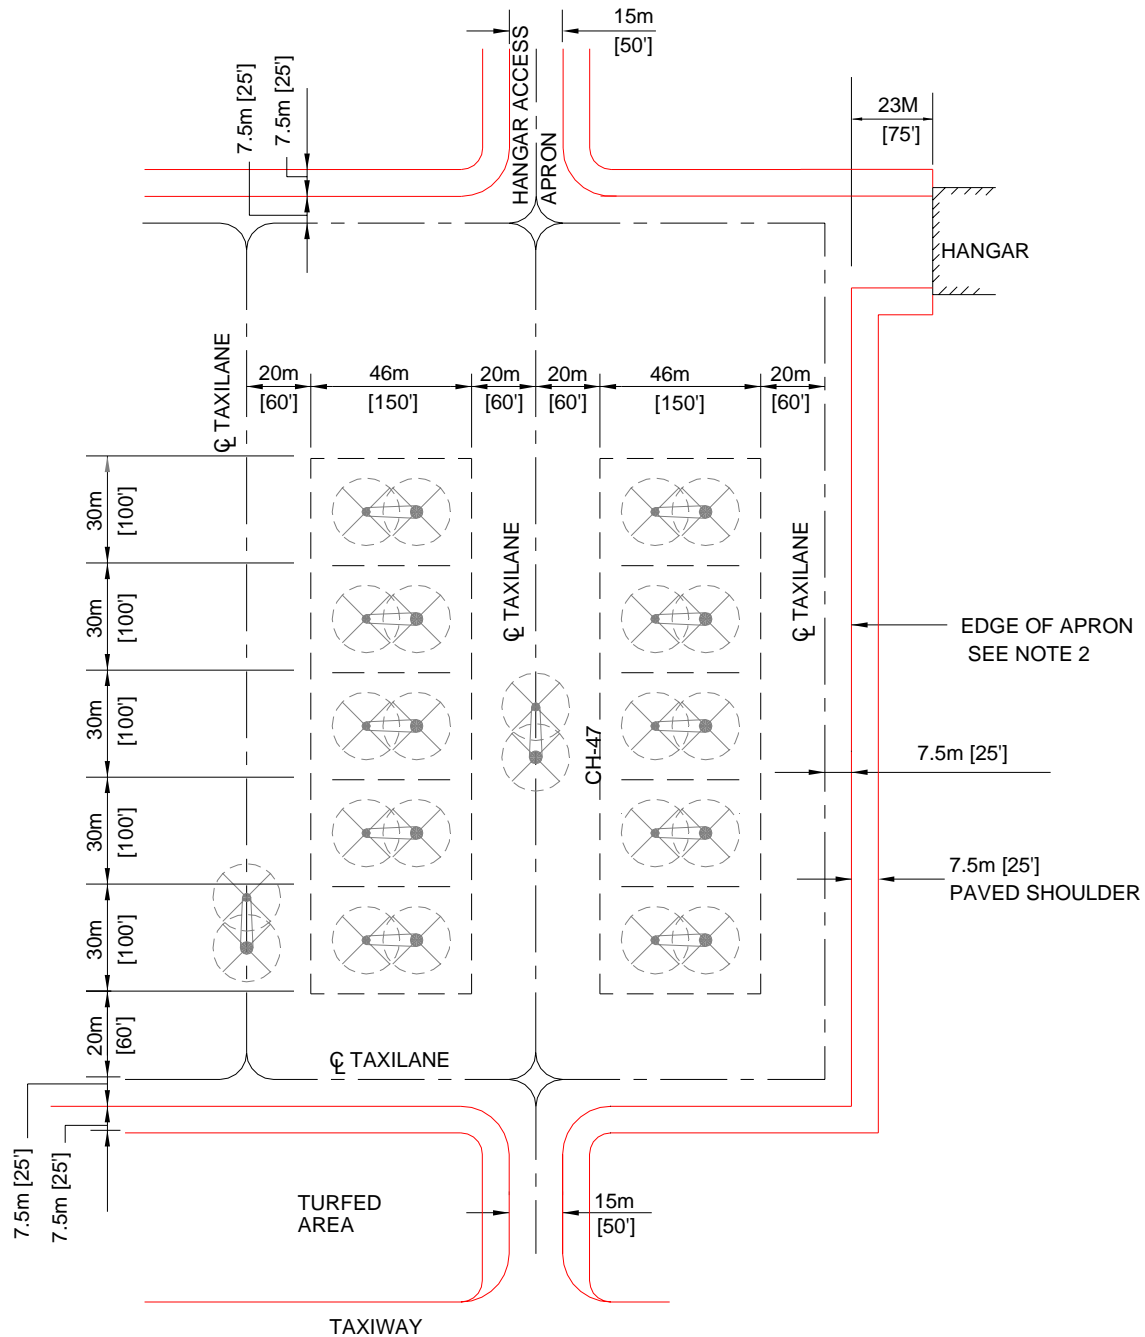 15m
[50']
HANGAR ACCESS
APRON
7.5m [25']
7.5m [25']
23M
[75']
HANGAR
℄ TAXILANE
20m
[60']
46m
[150']
20m
[60']
20m
[60']
46m
[150']
20m
[60']
30m
[100']
30m
[100']
30m
[100']
30m
[100']
30m
[100']
20m
[60']
℄ TAXILANE
℄ TAXILANE
CH-47
EDGE OF APRON
SEE NOTE 2
7.5m [25']
7.5m [25']
PAVED SHOULDER
℄ TAXILANE
7.5m [25']
7.5m [25']
TURFED
AREA
15m
[50']
TAXIWAY